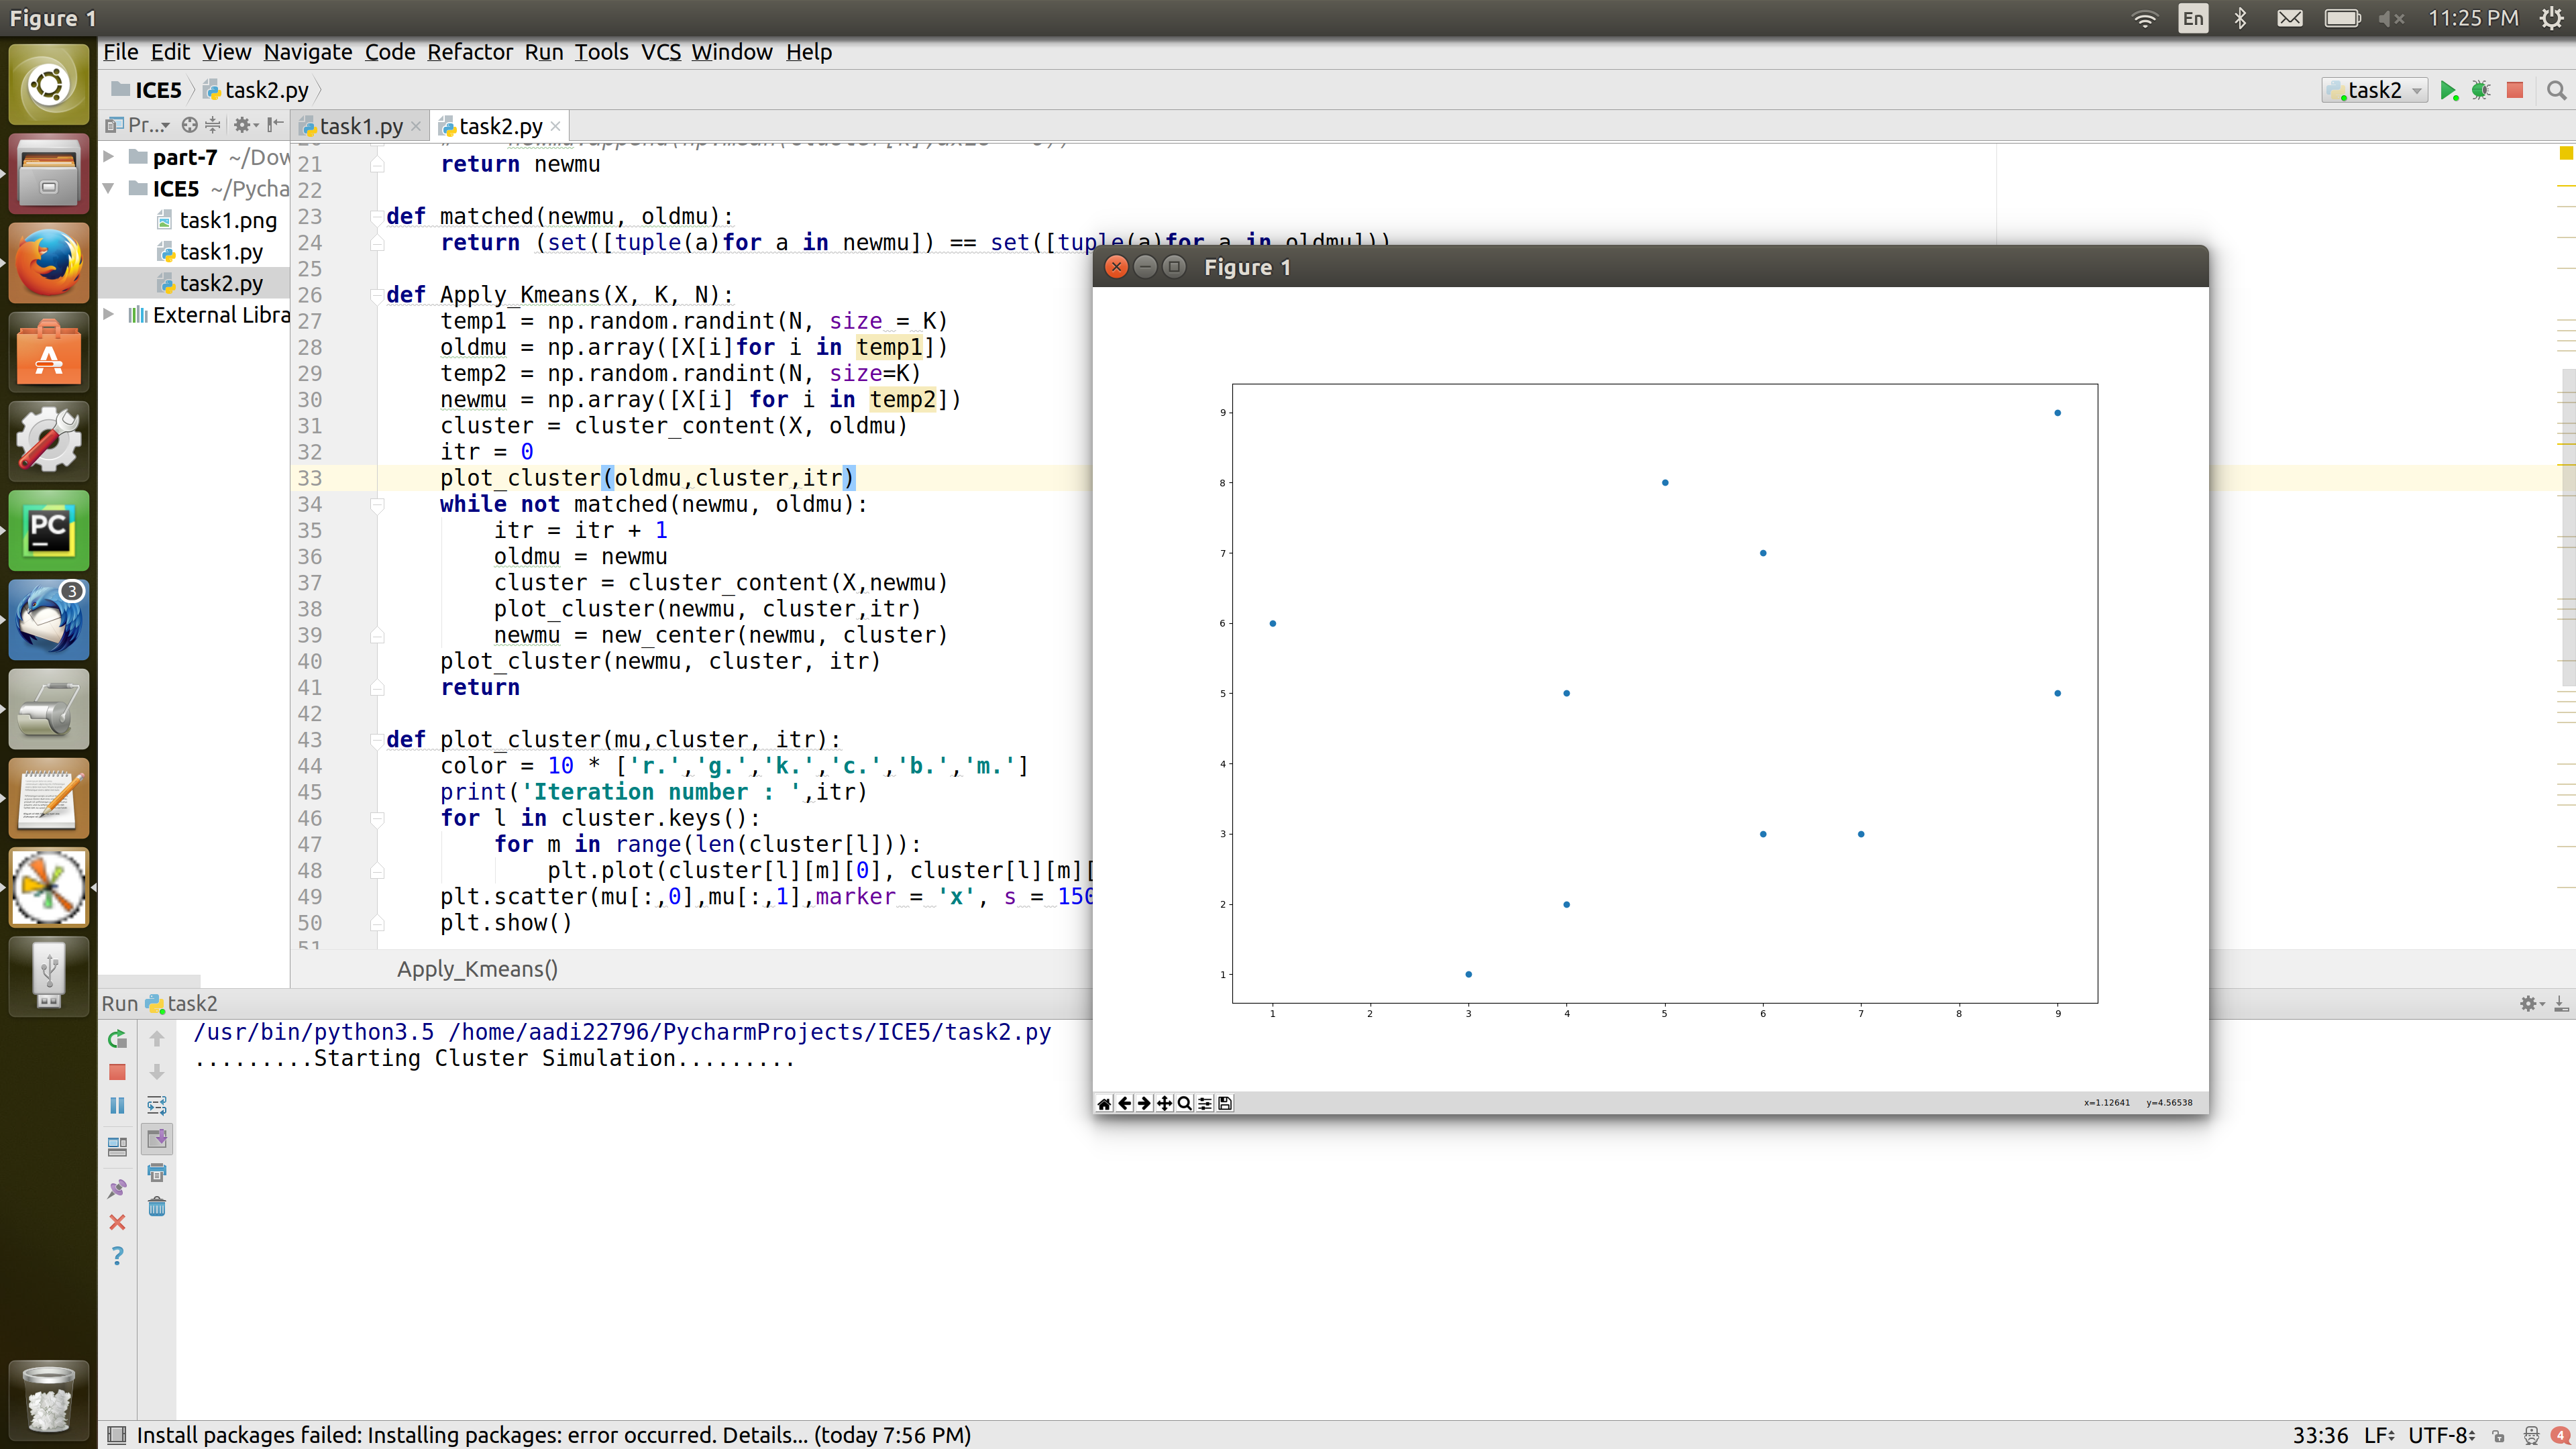 Figure 1
En
11:25 PM
File Edit View Navigate Code Refactor Run Tools VCS Window Help
ICE5 task2.py
task2
Pr...
task1.py
task2.py
part-7 ~/Dow
ICE5 ~/Pycha
task1.png
task1.py
task2.py
External Libra
21 return newmu
22
23 def matched(newmu, oldmu):
24 return (set([tuple(a)for a in newmu]) == set([tuple(a)for a in oldmu]))
25
26 def Apply_Kmeans(X, K, N):
27 temp1 = np.random.randint(N, size = K)
28 oldmu = np.array([X[i]for i in temp1])
29 temp2 = np.random.randint(N, size=K)
30 newmu = np.array([X[i] for i in temp2])
31 cluster = cluster_content(X, oldmu)
32 itr = 0
33 plot_cluster(oldmu,cluster,itr)
34 while not matched(newmu, oldmu):
35 itr = itr + 1
36 oldmu = newmu
37 cluster = cluster_content(X,newmu)
38 plot_cluster(newmu, cluster,itr)
39 newmu = new_center(newmu, cluster)
40 plot_cluster(newmu, cluster, itr)
41 return
42
43 def plot_cluster(mu,cluster, itr):
44 color = 10 * ['r.','g.','k.','c.','b.','m.']
45 print('Iteration number : ',itr)
46 for l in cluster.keys():
47 for m in range(len(cluster[l])):
48 plt.plot(cluster[l][m][0], cluster[l][m][
49 plt.scatter(mu[:,0],mu[:,1],marker = 'x', s = 150
50 plt.show()
51
Apply_Kmeans()
Figure 1
9
8
7
6
5
4
3
2
1
1 2 3 4 5 6 7 8 9
x=1.12641 y=4.56538
PC
3
Run task2
/usr/bin/python3.5 /home/aadi22796/PycharmProjects/ICE5/task2.py
.........Starting Cluster Simulation.........
Install packages failed: Installing packages: error occurred. Details... (today 7:56 PM)
33:36 LF UTF-8 4